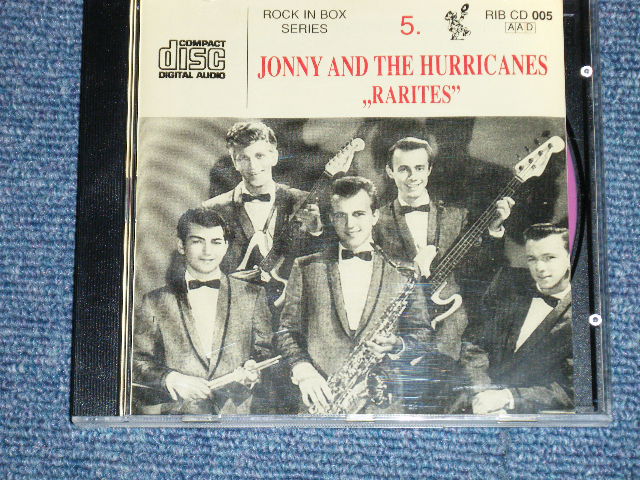 COMPACT
disc
DIGITAL AUDIO
ROCK IN BOX
SERIES
5.
RIB CD 005
AAD
JONNY AND THE HURRICANES
„RARITES”